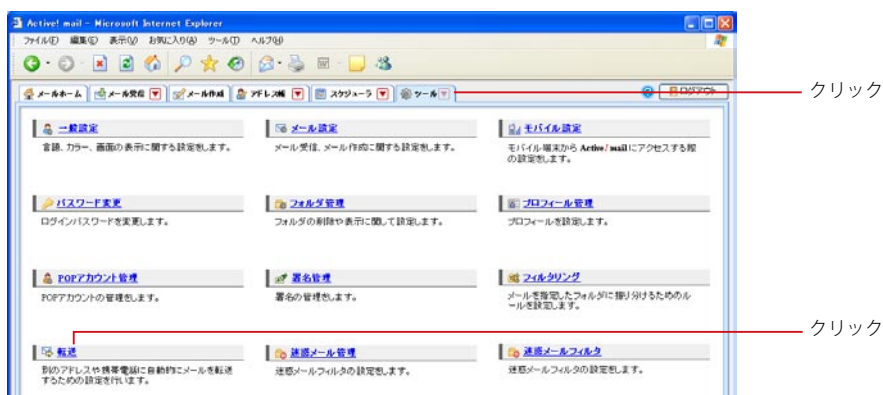 Active! mail - Microsoft Internet Explorer
ファイル(F) 編集(E) 表示(V) お気に入り(A) ツール(T) ヘルプ(H)
メールホーム メール受信 メール作成 アドレス帳 スケジューラ ツール ログアウト
クリック
一般設定 メール設定 モバイル設定
言語、カラー、画面の表示に関する設定をします。 メール受信、メール作成に関する設定をします。 モバイル端末から Active! mail にアクセスする際
の設定をします。
パスワード変更 フォルダ管理 プロフィール管理
ログインパスワードを変更します。 フォルダの削除や表示に関して設定します。 プロフィールを設定します。
POPアカウント管理 署名管理 フィルタリング
POPアカウントの管理をします。 署名の管理をします。 メールを指定したフォルダに振り分けるためのル
ールを設定します。
クリック
転送 迷惑メール管理 迷惑メールフィルタ
別のアドレスや携帯電話に自動的にメールを転送 迷惑メールフィルタの設定をします。 迷惑メールフィルタの設定をします。
するための設定を行います。